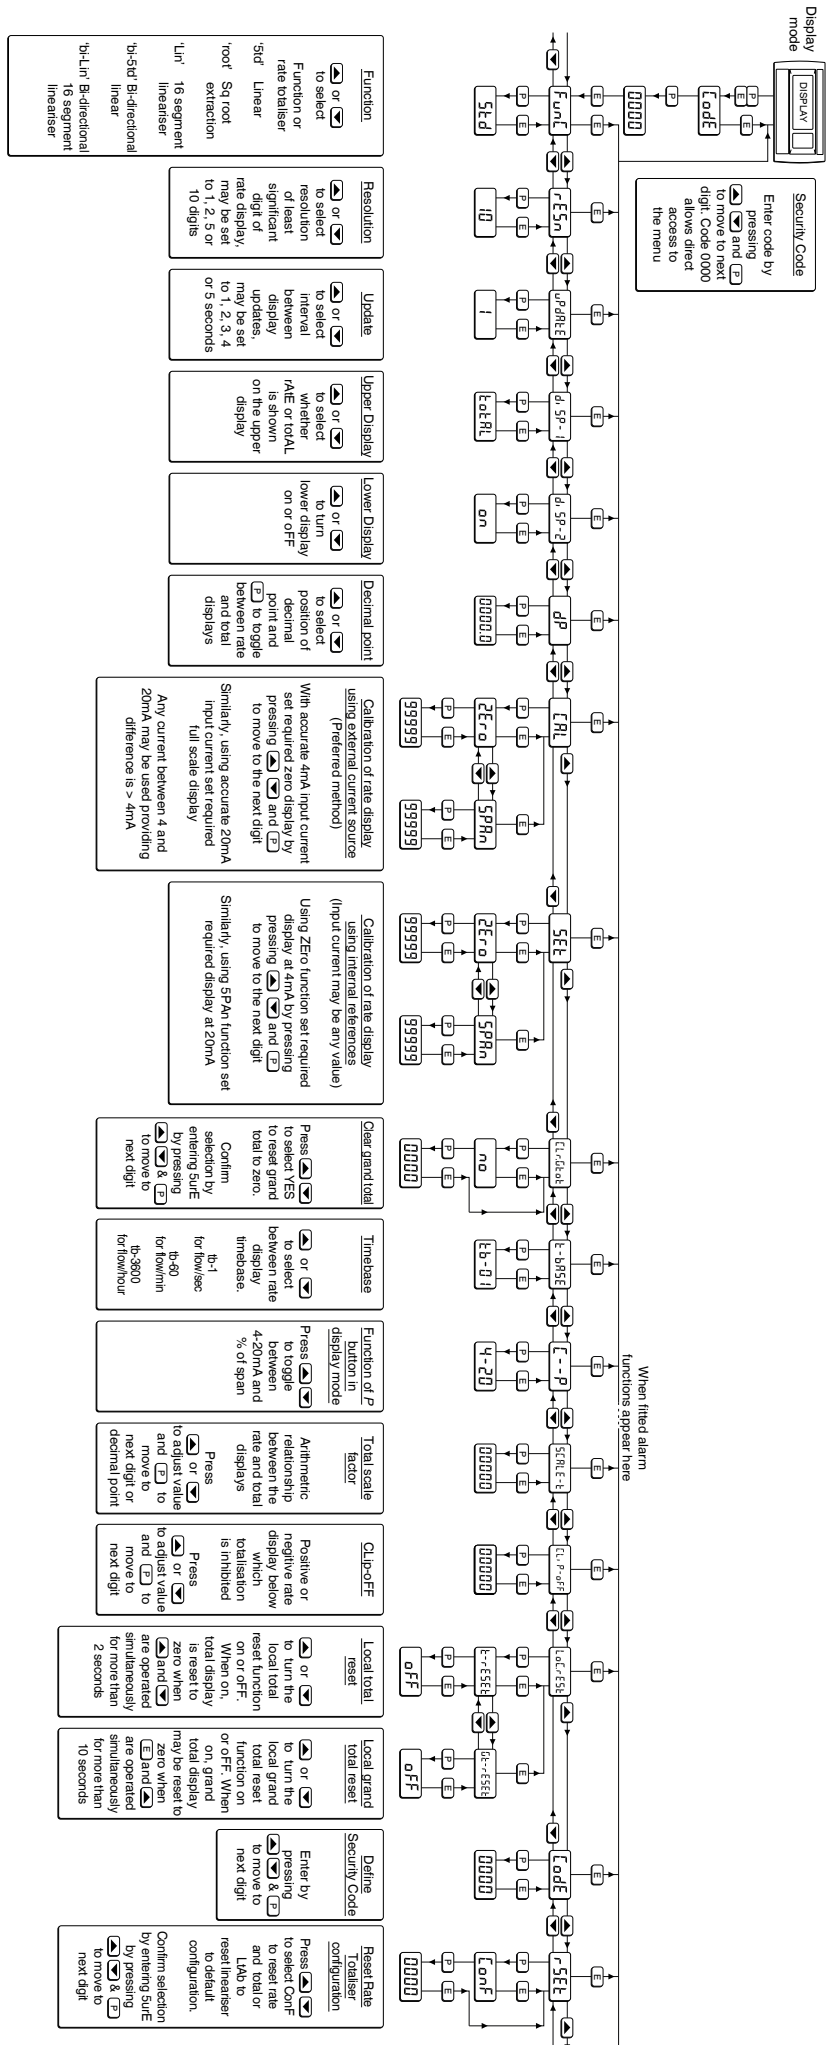 Display
mode
DISPLAY
P
E
E
CodE
P
0000
E
Security Code
Enter code by
pressing
▲ ▼ and P
to move to next
digit. Code 0000
allows direct
access to
the menu
FunC
P
E
Std
E
rESn
P
E
10
E
uPdAtE
P
E
1
E
di SP-1
P
E
totAL
E
di SP-2
P
E
on
E
dP
P
E
0000.0
E
CAL
P
E
ZEro
P
E
99999
E
SPAn
P
E
99999
E
SEt
P
E
ZEro
P
E
99999
E
SPAn
P
E
99999
E
CLrGtot
P
E
no
P
E
0000
E
t-bASE
P
E
tb-01
When fitted alarm
functions appear here
E
C--P
P
E
4-20
E
SCALE-t
P
E
00000
E
CLiP-oFF
P
E
00000
E
LoCrESt
P
E
t-rESEt
P
E
oFF
E
Gt-rESEt
P
E
oFF
E
CodE
P
E
0000
E
rSEt
P
E
ConF
P
E
0000
Function
▲ or ▼
to select
Function or
rate totaliser
'5td' Linear
'root' Sq root
extraction
'Lin' 16 segment
lineariser
'bi-5td' Bi-directional
linear
'bi-Lin' Bi-directional
16 segment
lineariser
Resolution
▲ or ▼
to select
resolution
of least
significant
digit of
rate display,
may be set
to 1, 2, 5 or
10 digits
Update
▲ or ▼
to select
interval
between
display
updates,
may be set
to 1, 2, 3, 4
or 5 seconds
Upper Display
▲ or ▼
to select
whether
rAtE or totAL
is shown
on the upper
display
Lower Display
▲ or ▼
to turn
lower display
on or oFF
Decimal point
▲ or ▼
to select
position of
decimal
point and
P to toggle
between rate
and total
displays
Calibration of rate display
using external current source
(Preferred method)
With accurate 4mA input current
set required zero display by
pressing ▲ ▼ and P
to move to the next digit
Similarly, using accurate 20mA
input current set required
full scale display
Any current between 4 and
20mA may be used providing
difference is > 4mA
Calibration of rate display
using internal references
(Input current may be any value)
Using ZEro function set required
display at 4mA by pressing
pressing ▲ ▼ and P
to move to the next digit
Similarly, using 5PAn function set
required display at 20mA
Clear grand total
Press ▲ ▼
to select YES
to reset grand
total to zero.
Confirm
selection by
entering 5urE
by pressing
▲ ▼ & P
to move to
next digit
Timebase
▲ or ▼
to select
between rate
display
timebase.
tb-1
for flow/sec
tb-60
for flow/min
tb-3600
for flow/hour
Function of P
button in
display mode
Press ▲ ▼
to toggle
between
4-20mA and
% of span
Total scale
factor
Arithmetric
relationship
between the
rate and total
displays
Press
▲ or ▼
to adjust value
and P to
move to
next digit or
decimal point
CLip-oFF
Positive or
negitive rate
display below
which
totalisation
is inhibited
Press
▲ or ▼
to adjust value
and P to
move to
next digit
Local total
reset
▲ or ▼
to turn the
local total
reset function
on or oFF.
When on,
total display
is reset to
zero when
▲ and ▼
are operated
simultaneously
for more than
2 seconds
Local grand
total reset
▲ or ▼
to turn the
local grand
total reset
function on
or oFF. When
on, grand
total display
may be reset to
zero when
E and ▲
are operated
simultaneously
for more than
10 seconds
Define
Security Code
Enter by
pressing
▲ ▼ & P
to move to
next digit
Reset Rate
Totaliser
configuration
Press ▲ ▼
to select ConF
to reset rate
and total or
LtAb to
reset lineariser
to default
configuration.
Confirm selection
by entering 5urE
by pressing
▲ ▼ & P
to move to
next digit